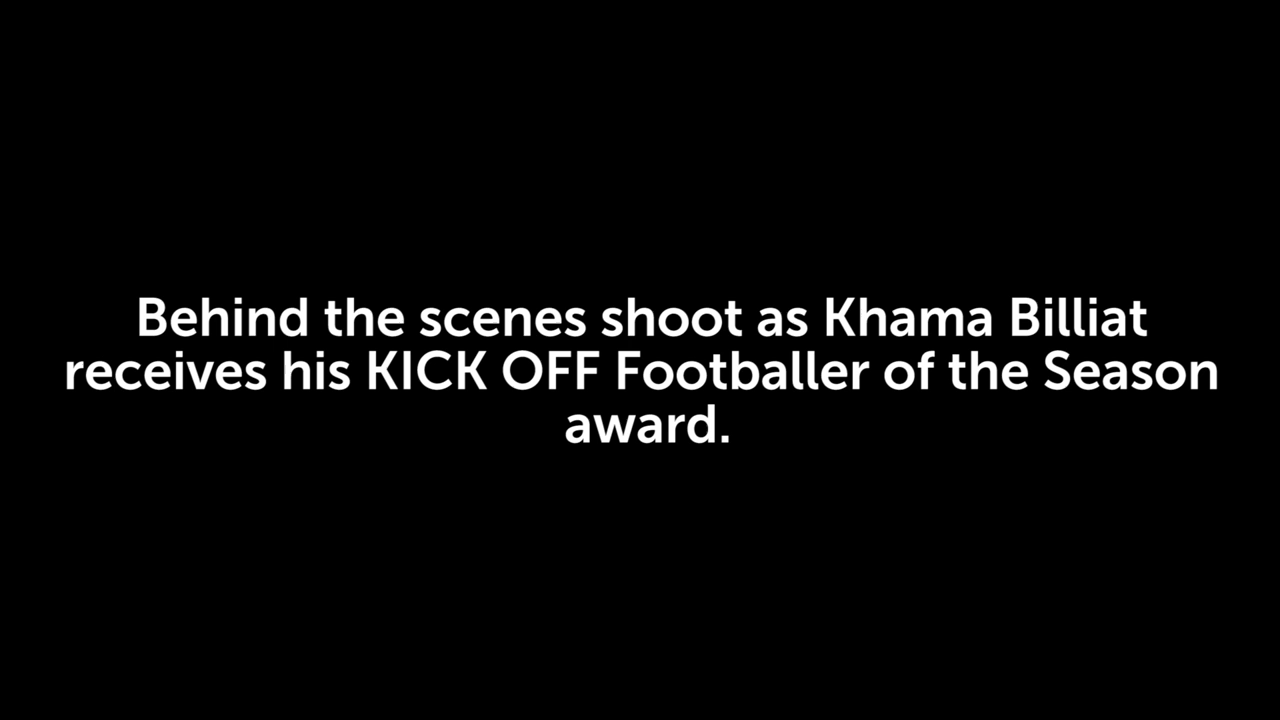 Behind the scenes shoot as Khama Billiat
receives his KICK OFF Footballer of the Season
award.